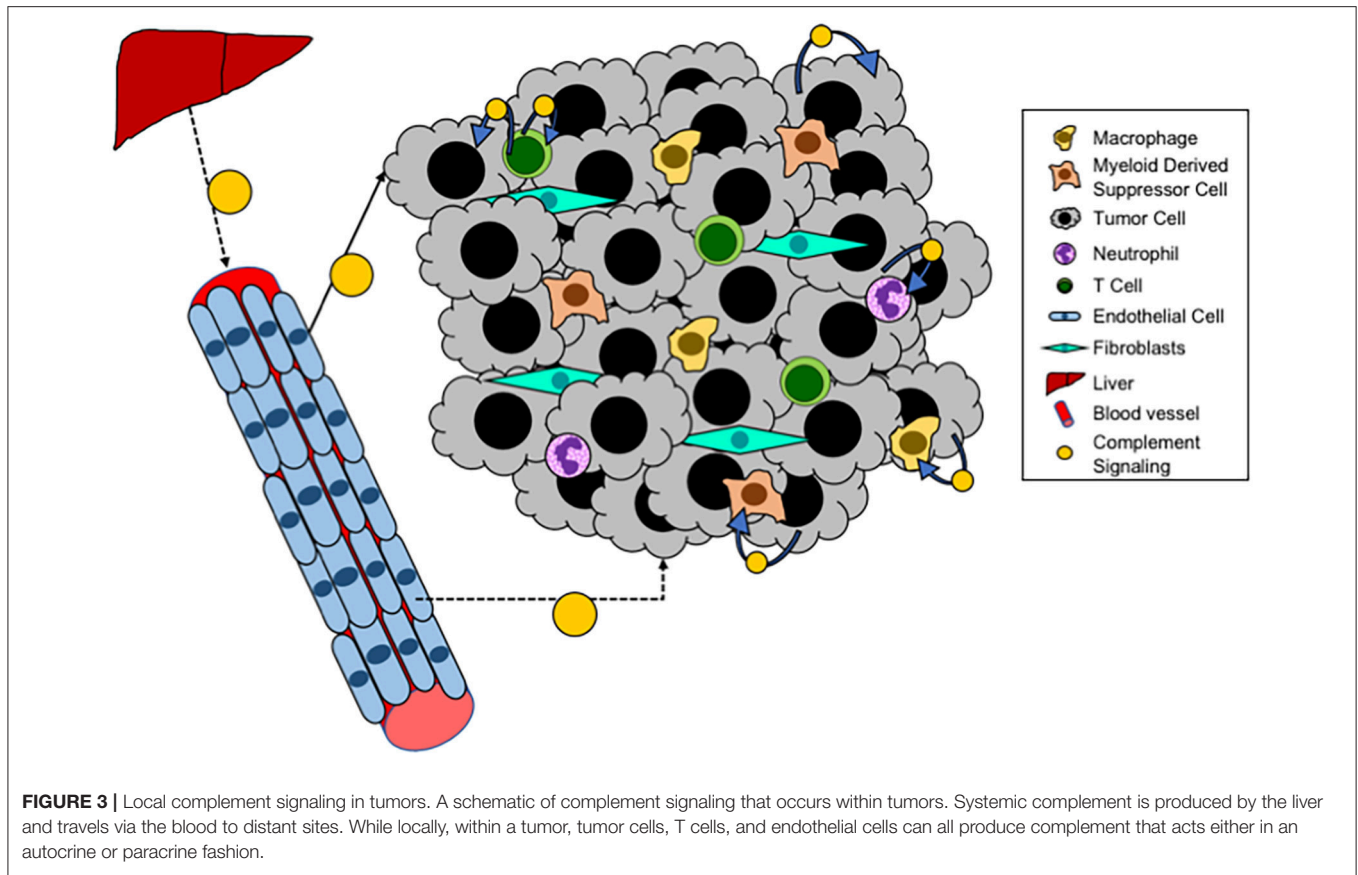 Macrophage
Myeloid Derived
Suppressor Cell
Tumor Cell
Neutrophil
T Cell
Endothelial Cell
Fibroblasts
Liver
Blood vessel
Complement
Signaling
FIGURE 3 | Local complement signaling in tumors. A schematic of complement signaling that occurs within tumors. Systemic complement is produced by the liver
and travels via the blood to distant sites. While locally, within a tumor, tumor cells, T cells, and endothelial cells can all produce complement that acts either in an
autocrine or paracrine fashion.